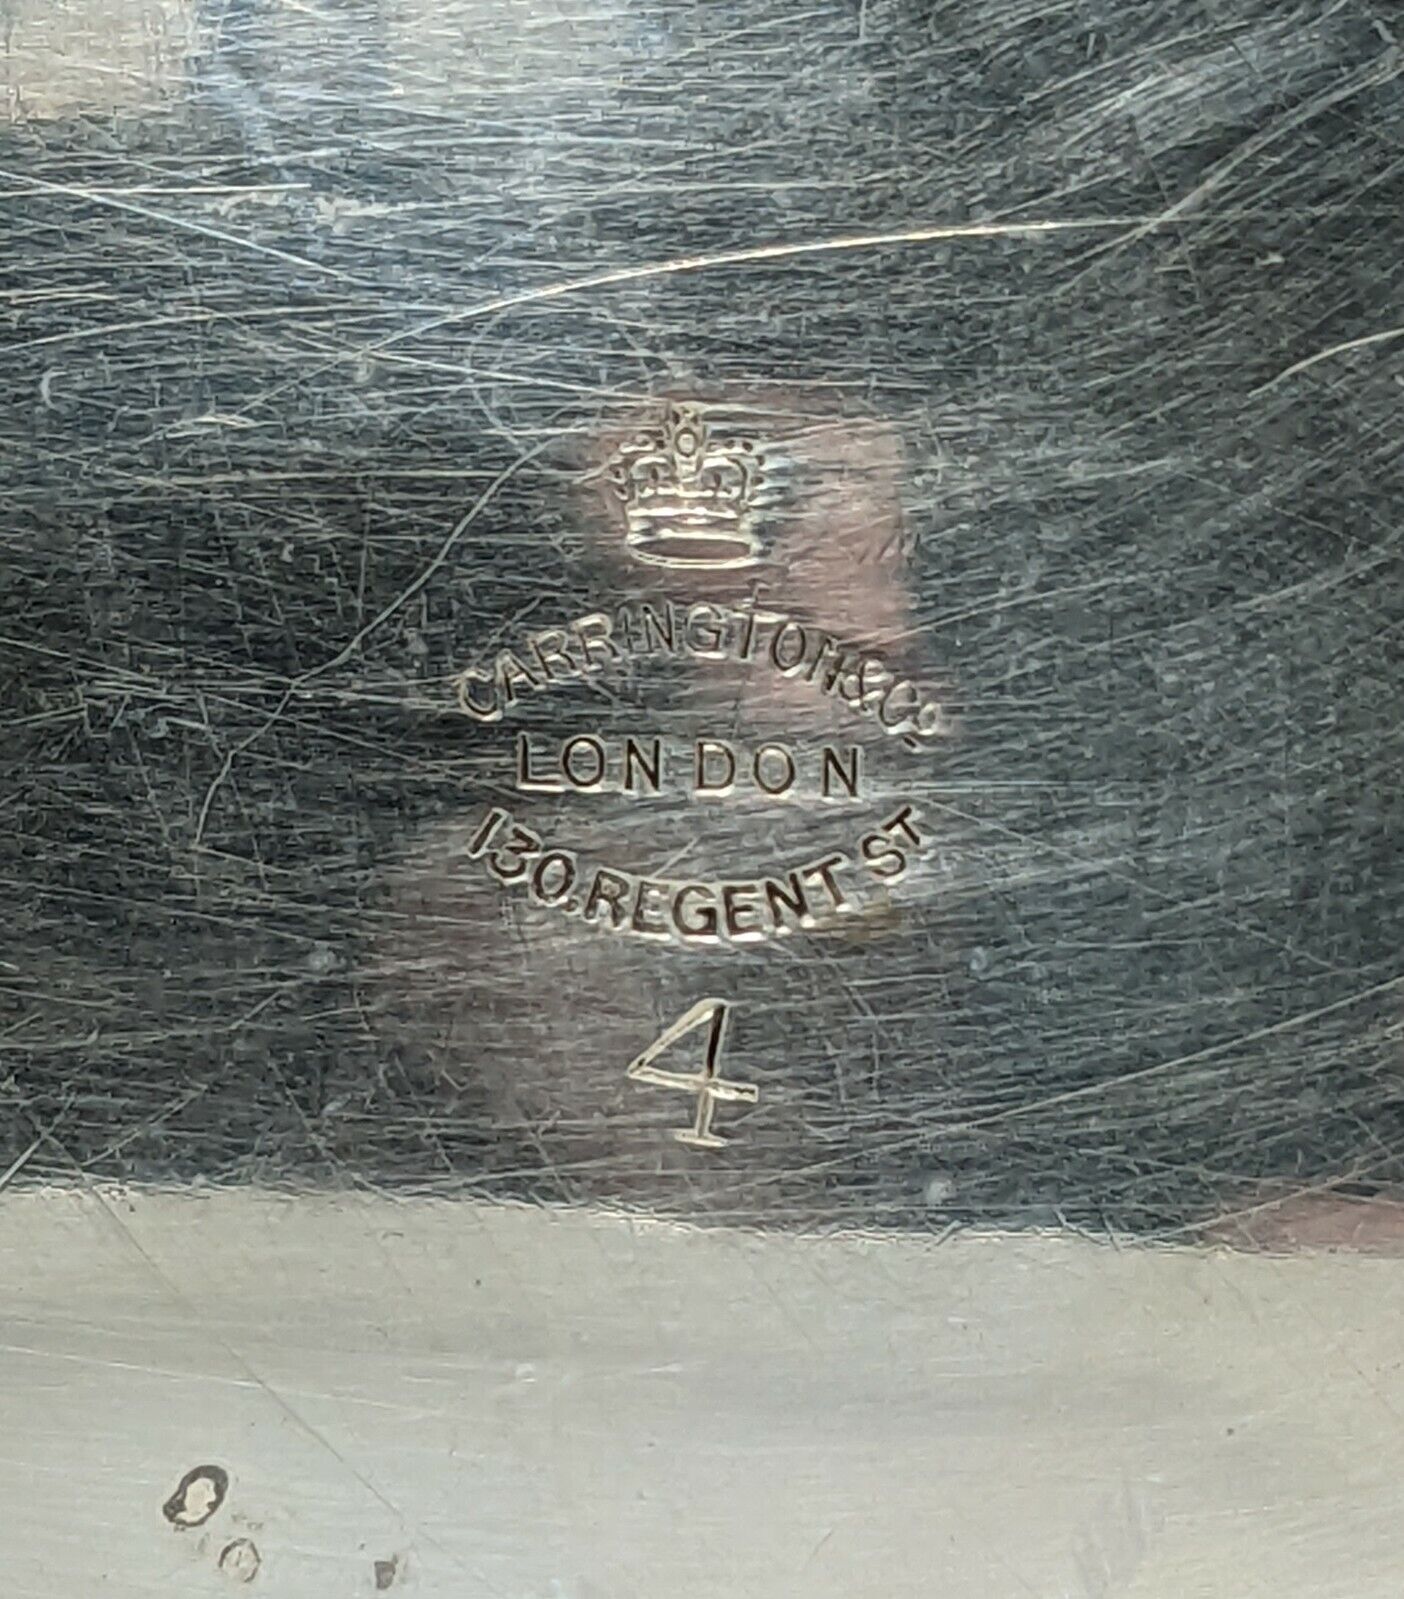 CARRINGTON & Cº
LONDON
130. REGENT ST
4